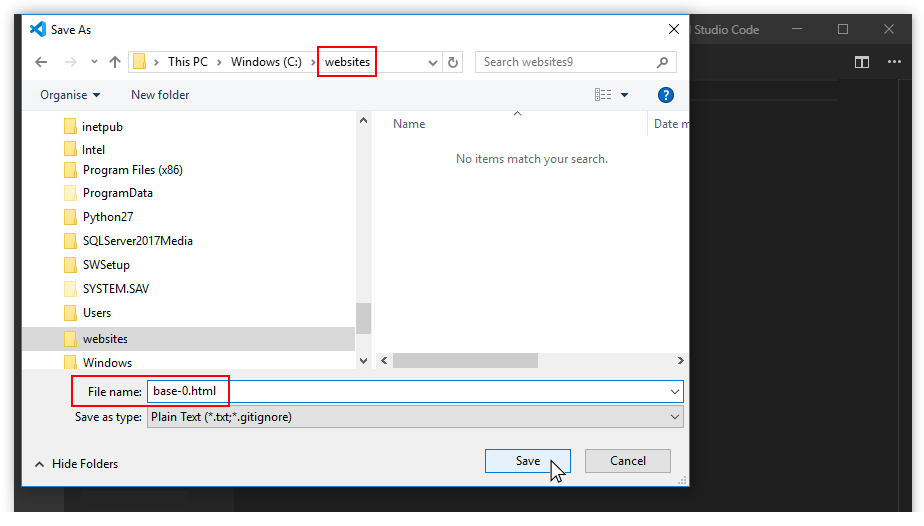 Save As
l Studio Code
This PC > Windows (C:) > websites
Search websites9
Organise
New folder
?
inetpub
Intel
Program Files (x86)
ProgramData
Python27
SQLServer2017Media
SWSetup
SYSTEM.SAV
Users
websites
Windows
Name
Date m
No items match your search.
File name: base-0.html
Save as type: Plain Text (*.txt;*.gitignore)
Hide Folders
Save
Cancel